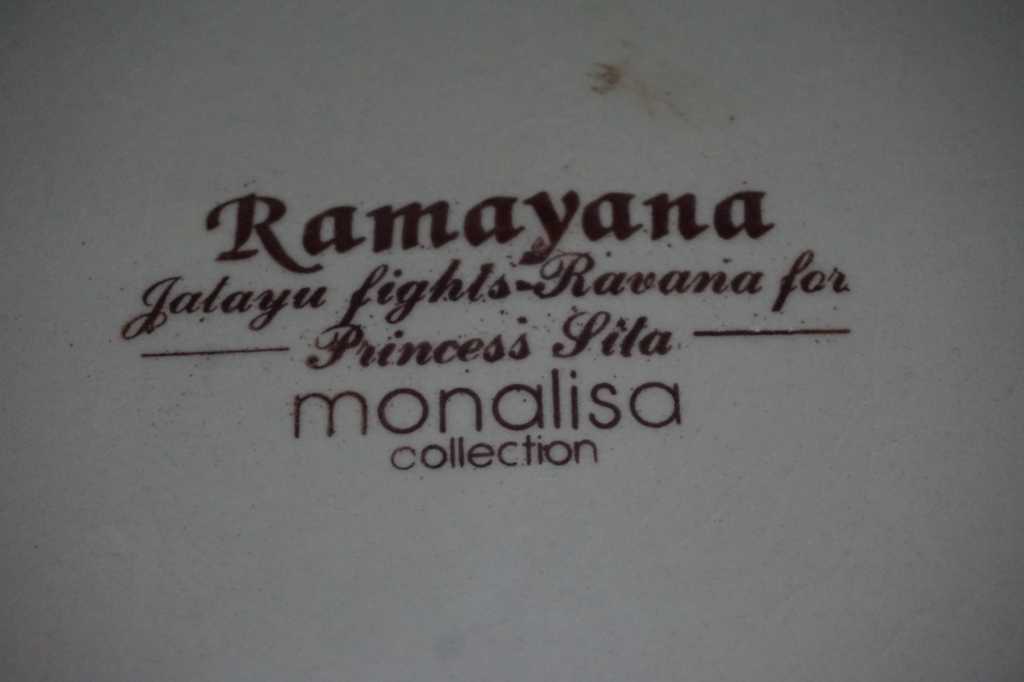 Ramayana
Jatayu fights-Ravana for
Princess Sita
monalisa
collection